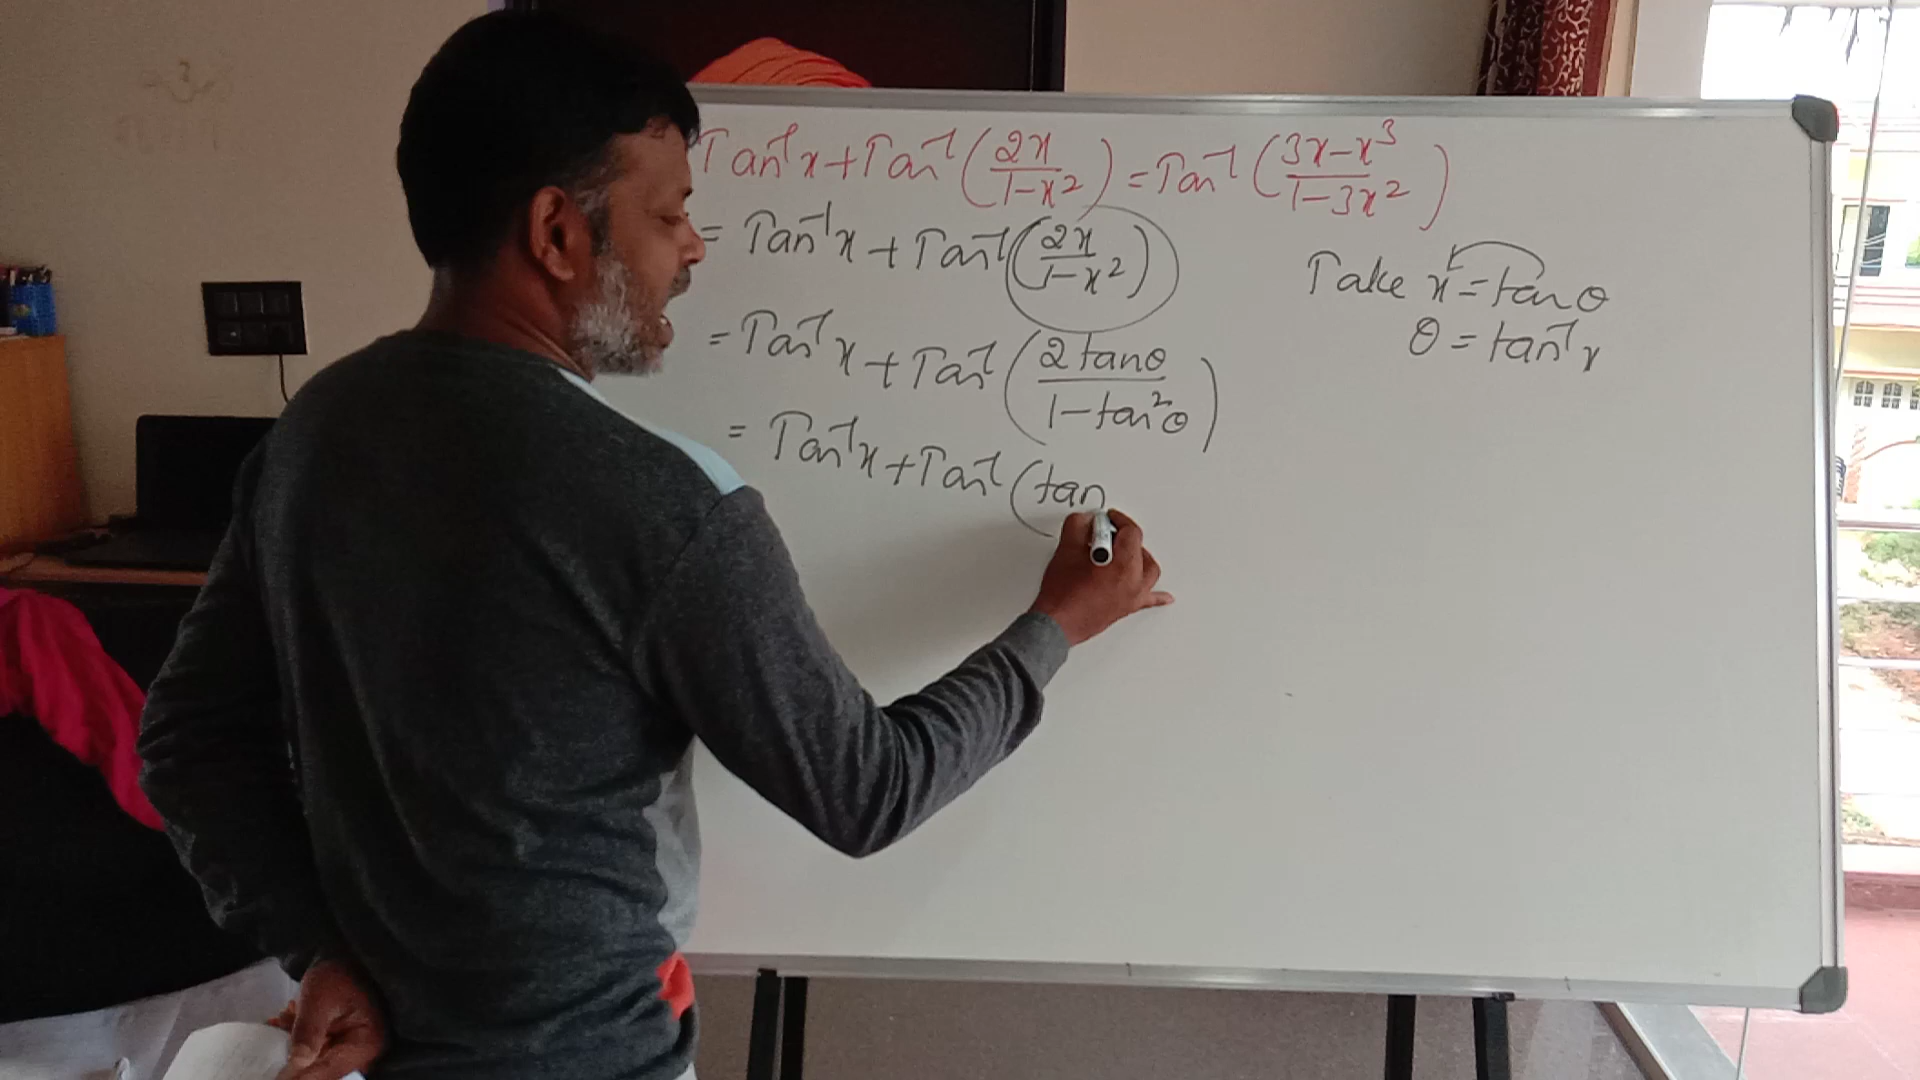 Tan⁻¹x + Tan⁻¹(2x/1-x²) = Tan⁻¹(3x-x³/1-3x²)
= Tan⁻¹x + Tan⁻¹(2x/1-x²)
Take x = tanθ
θ = tan⁻¹x
= Tan⁻¹x + Tan⁻¹(2tanθ/1-tan²θ)
= Tan⁻¹x + Tan⁻¹(tan